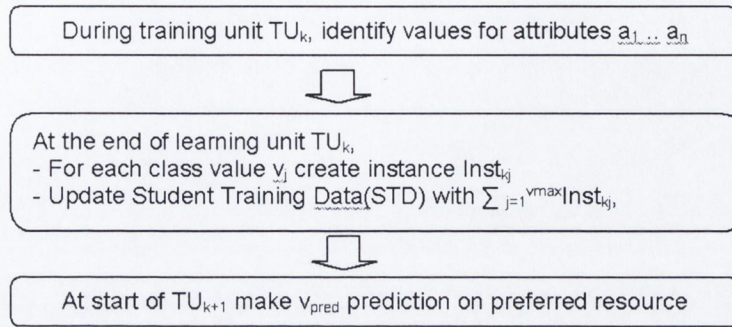 During training unit TUₖ, identify values for attributes a₁ .. aₙ
At the end of learning unit TUₖ,
- For each class value vⱼ create instance Instₖⱼ
- Update Student Training Data(STD) with ∑ ⱼ₌₁ᵛᵐᵃˣInstₖⱼ,
At start of TUₖ₊₁ make v_pred prediction on preferred resource